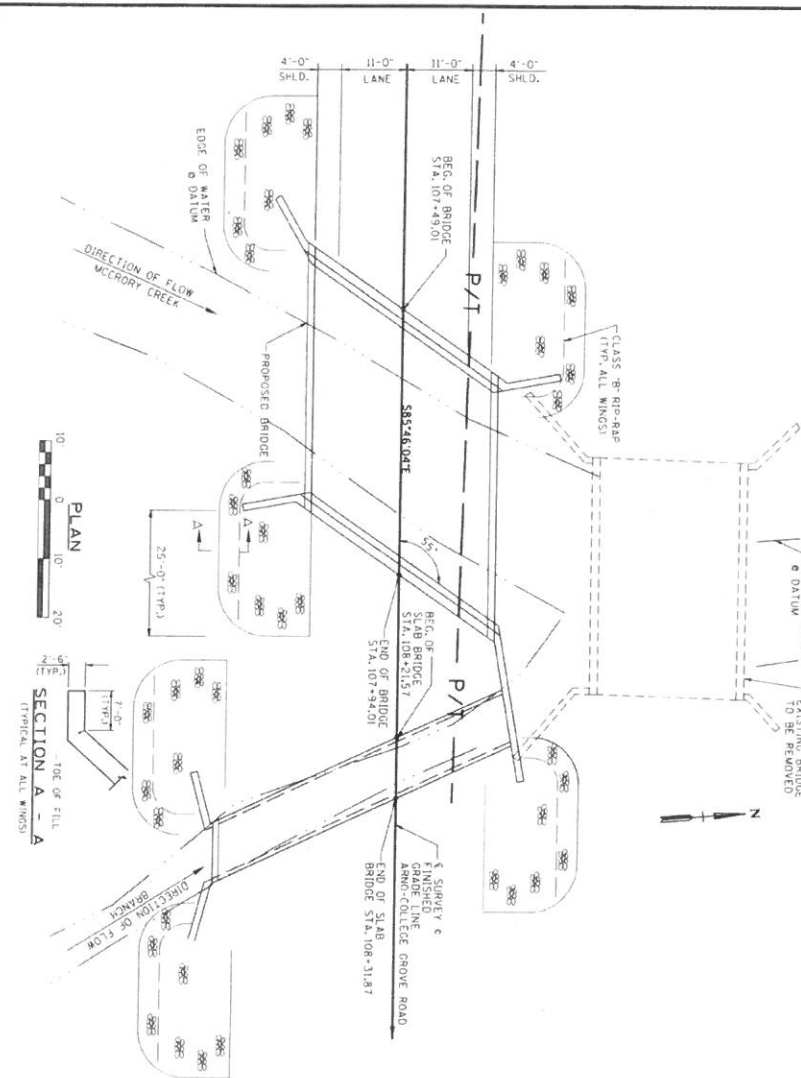 4'-0"
SHLD.
11'-0"
LANE
11'-0"
LANE
4'-0"
SHLD.
EDGE OF WATER
@ DATUM
DIRECTION OF FLOW
MCCRORY CREEK
BEG. OF BRIDGE
STA. 107+49.01
P/T
CLASS "B" RIP-RAP
(TYP. ALL WINGS)
PROPOSED BRIDGE
S85°46'04"E
@ DATUM
EXISTING BRIDGE
TO BE REMOVED
N
55°
A
A
25'-0" (TYP.)
END OF BRIDGE
STA. 107+94.01
BEG. OF
SLAB BRIDGE
STA. 108+21.57
P/T
℄ SURVEY @
FINISHED
GRADE LINE
ARNO-COLLEGE GROVE ROAD
END OF SLAB
BRIDGE STA. 108+31.87
DIRECTION OF FLOW
BRANCH
PLAN
10'
0
10'
20'
2'-6"
(TYP.)
7'-0"
(TYP.)
TOE OF FILL
SECTION A - A
(TYPICAL AT ALL WINGS)